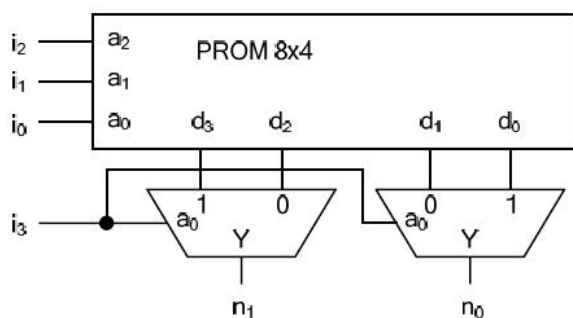 i₂ a₂ PROM 8x4
i₁ a₁
i₀ a₀ d₃ d₂ d₁ d₀
1 0 0 1
i₃ a₀ a₀
Y Y
n₁ n₀